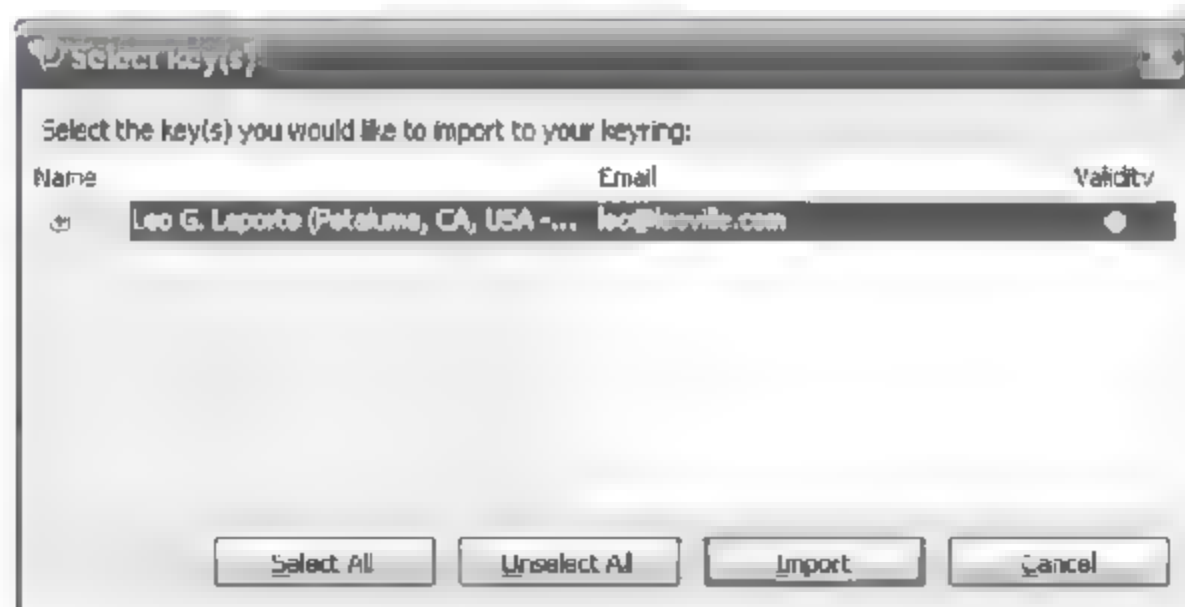 Select key(s)
Select the key(s) you would like to import to your keyring:
Name Email Validity
Leo G. Laporte (Petaluma, CA, USA -... leo@leoville.com
Select All Unselect All Import Cancel